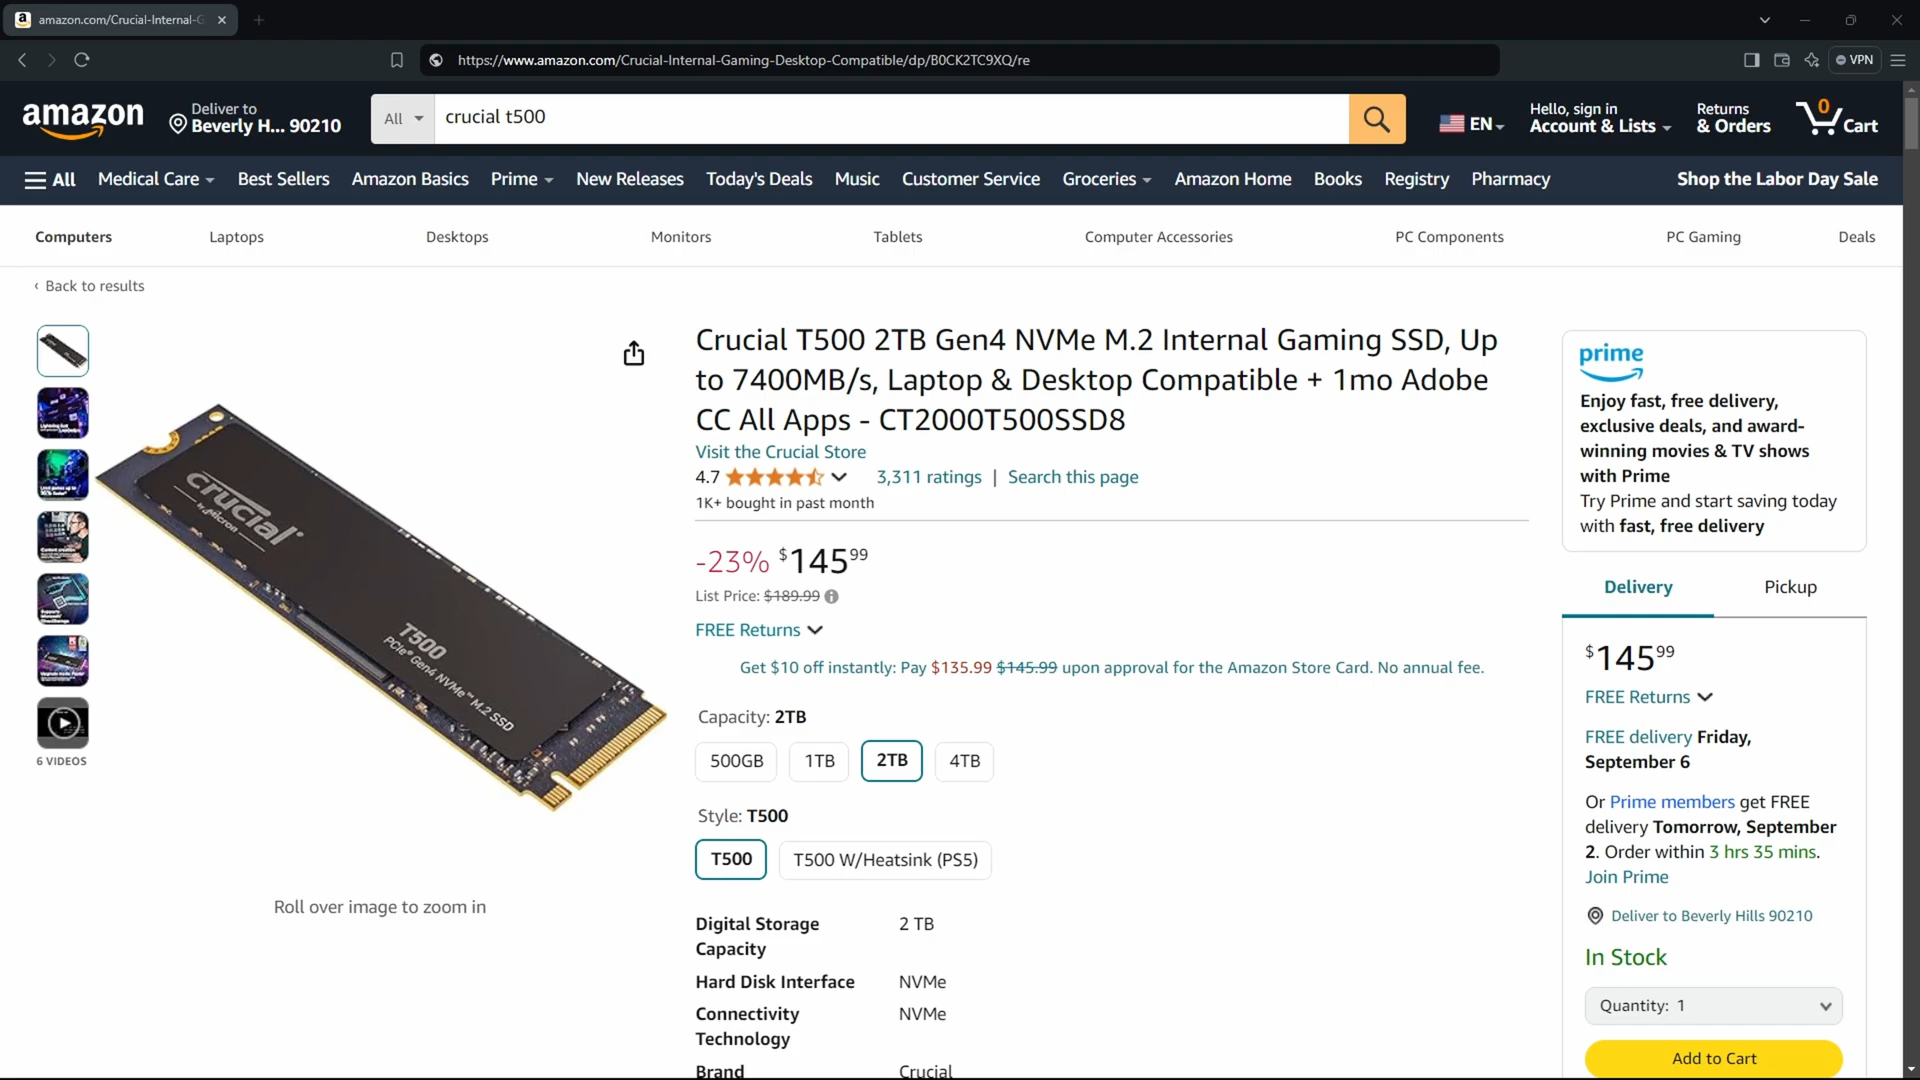 amazon.com/Crucial-Internal-G
https://www.amazon.com/Crucial-Internal-Gaming-Desktop-Compatible/dp/B0CK2TC9XQ/re
VPN
amazon
Deliver to
Beverly H... 90210
All
crucial t500
EN
Hello, sign in
Account & Lists
Returns
& Orders
0
Cart
All
Medical Care
Best Sellers
Amazon Basics
Prime
New Releases
Today's Deals
Music
Customer Service
Groceries
Amazon Home
Books
Registry
Pharmacy
Shop the Labor Day Sale
Computers
Laptops
Desktops
Monitors
Tablets
Computer Accessories
PC Components
PC Gaming
Deals
‹ Back to results
6 VIDEOS
crucial
by Micron
T500
PCIe® Gen4 NVMe™ M.2 SSD
Roll over image to zoom in
Crucial T500 2TB Gen4 NVMe M.2 Internal Gaming SSD, Up
to 7400MB/s, Laptop & Desktop Compatible + 1mo Adobe
CC All Apps - CT2000T500SSD8
Visit the Crucial Store
4.7
3,311 ratings | Search this page
1K+ bought in past month
-23% $145 99
List Price: $189.99
FREE Returns
Get $10 off instantly: Pay $135.99 $145.99 upon approval for the Amazon Store Card. No annual fee.
Capacity: 2TB
500GB
1TB
2TB
4TB
Style: T500
T500
T500 W/Heatsink (PS5)
Digital Storage
Capacity
2 TB
Hard Disk Interface
NVMe
Connectivity
Technology
NVMe
Brand
Crucial
prime
Enjoy fast, free delivery,
exclusive deals, and award-
winning movies & TV shows
with Prime
Try Prime and start saving today
with fast, free delivery
Delivery
Pickup
$145 99
FREE Returns
FREE delivery Friday,
September 6
Or Prime members get FREE
delivery Tomorrow, September
2. Order within 3 hrs 35 mins.
Join Prime
Deliver to Beverly Hills 90210
In Stock
Quantity: 1
Add to Cart